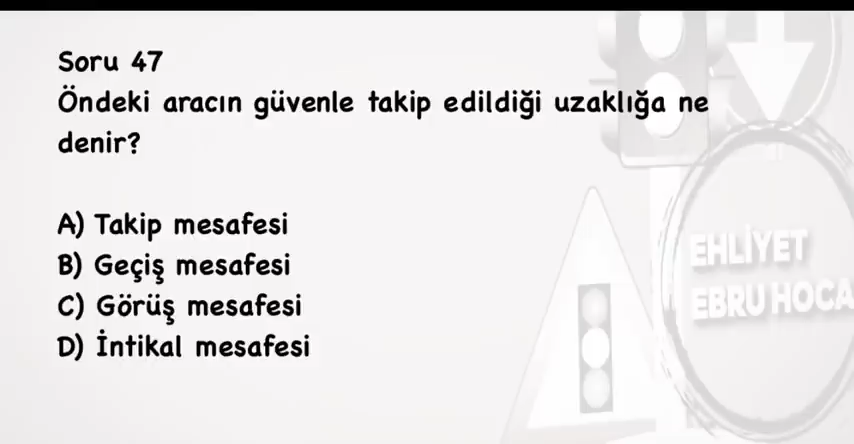 Soru 47
Öndeki aracın güvenle takip edildiği uzaklığa ne
denir?
A) Takip mesafesi
B) Geçiş mesafesi
C) Görüş mesafesi
D) İntikal mesafesi
EHLİYET
EBRU HOCA